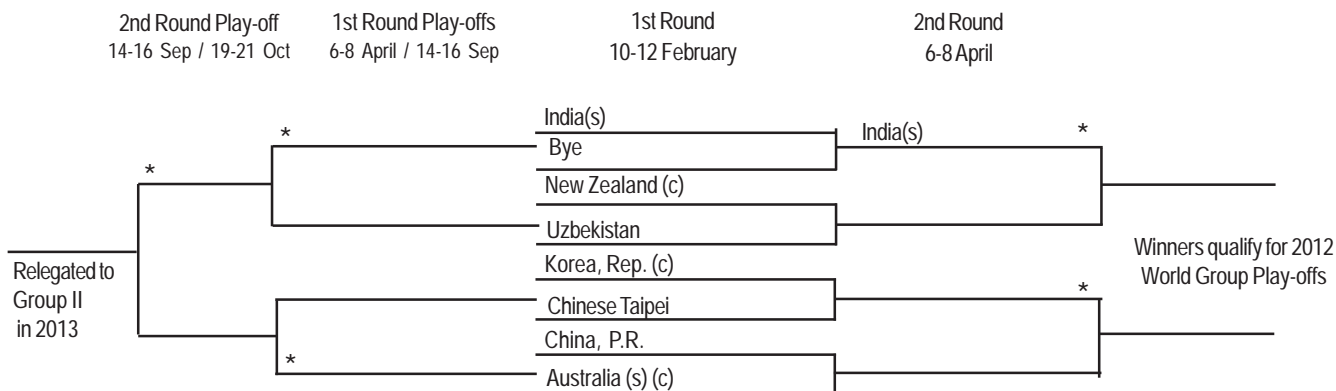 2nd Round Play-off
14-16 Sep / 19-21 Oct
1st Round Play-offs
6-8 April / 14-16 Sep
1st Round
10-12 February
2nd Round
6-8 April
India(s)
*
*
India(s)
*
Bye
New Zealand (c)
Uzbekistan
Korea, Rep. (c)
Chinese Taipei
*
China, P.R.
*
Australia (s) (c)
Relegated to
Group II
in 2013
Winners qualify for 2012
World Group Play-offs